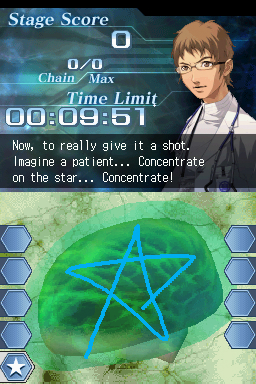 Stage Score
0
0/0
Chain/Max
Time Limit
00:09:51
Now, to really give it a shot.
Imagine a patient... Concentrate
on the star... Concentrate!